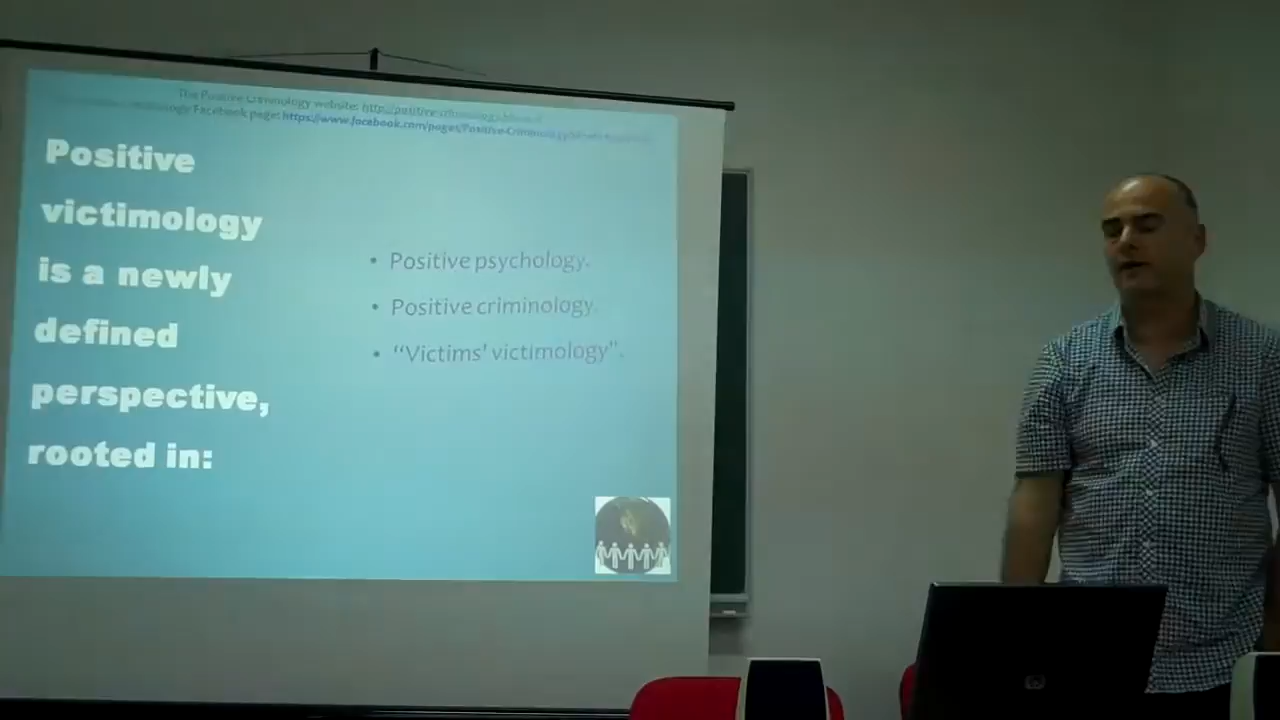 The Positive Criminology website:
Facebook page: https://www.facebook.com/pages/Positive-Criminology
Positive
victimology
is a newly
defined
perspective,
rooted in:
• Positive psychology.
• Positive criminology.
• “Victims’ victimology”.
hp